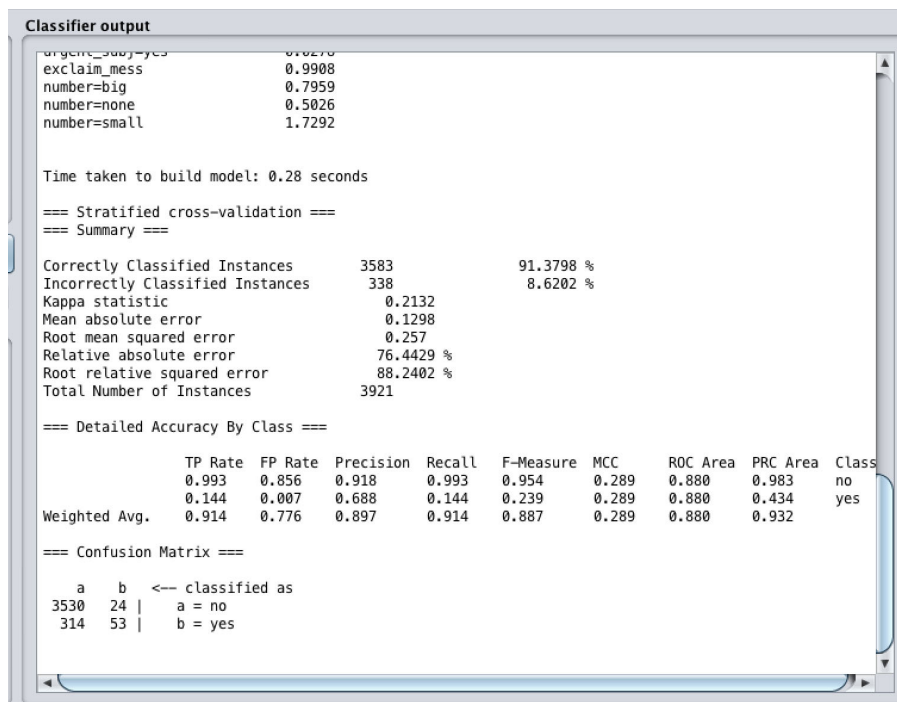 Classifier output
exclaim_mess 0.9908
number=big 0.7959
number=none 0.5026
number=small 1.7292
Time taken to build model: 0.28 seconds
=== Stratified cross-validation ===
=== Summary ===
Correctly Classified Instances 3583 91.3798 %
Incorrectly Classified Instances 338 8.6202 %
Kappa statistic 0.2132
Mean absolute error 0.1298
Root mean squared error 0.257
Relative absolute error 76.4429 %
Root relative squared error 88.2402 %
Total Number of Instances 3921
=== Detailed Accuracy By Class ===
TP Rate FP Rate Precision Recall F-Measure MCC ROC Area PRC Area Class
0.993 0.856 0.918 0.993 0.954 0.289 0.880 0.983 no
0.144 0.007 0.688 0.144 0.239 0.289 0.880 0.434 yes
Weighted Avg. 0.914 0.776 0.897 0.914 0.887 0.289 0.880 0.932
=== Confusion Matrix ===
a b <-- classified as
3530 24 | a = no
314 53 | b = yes